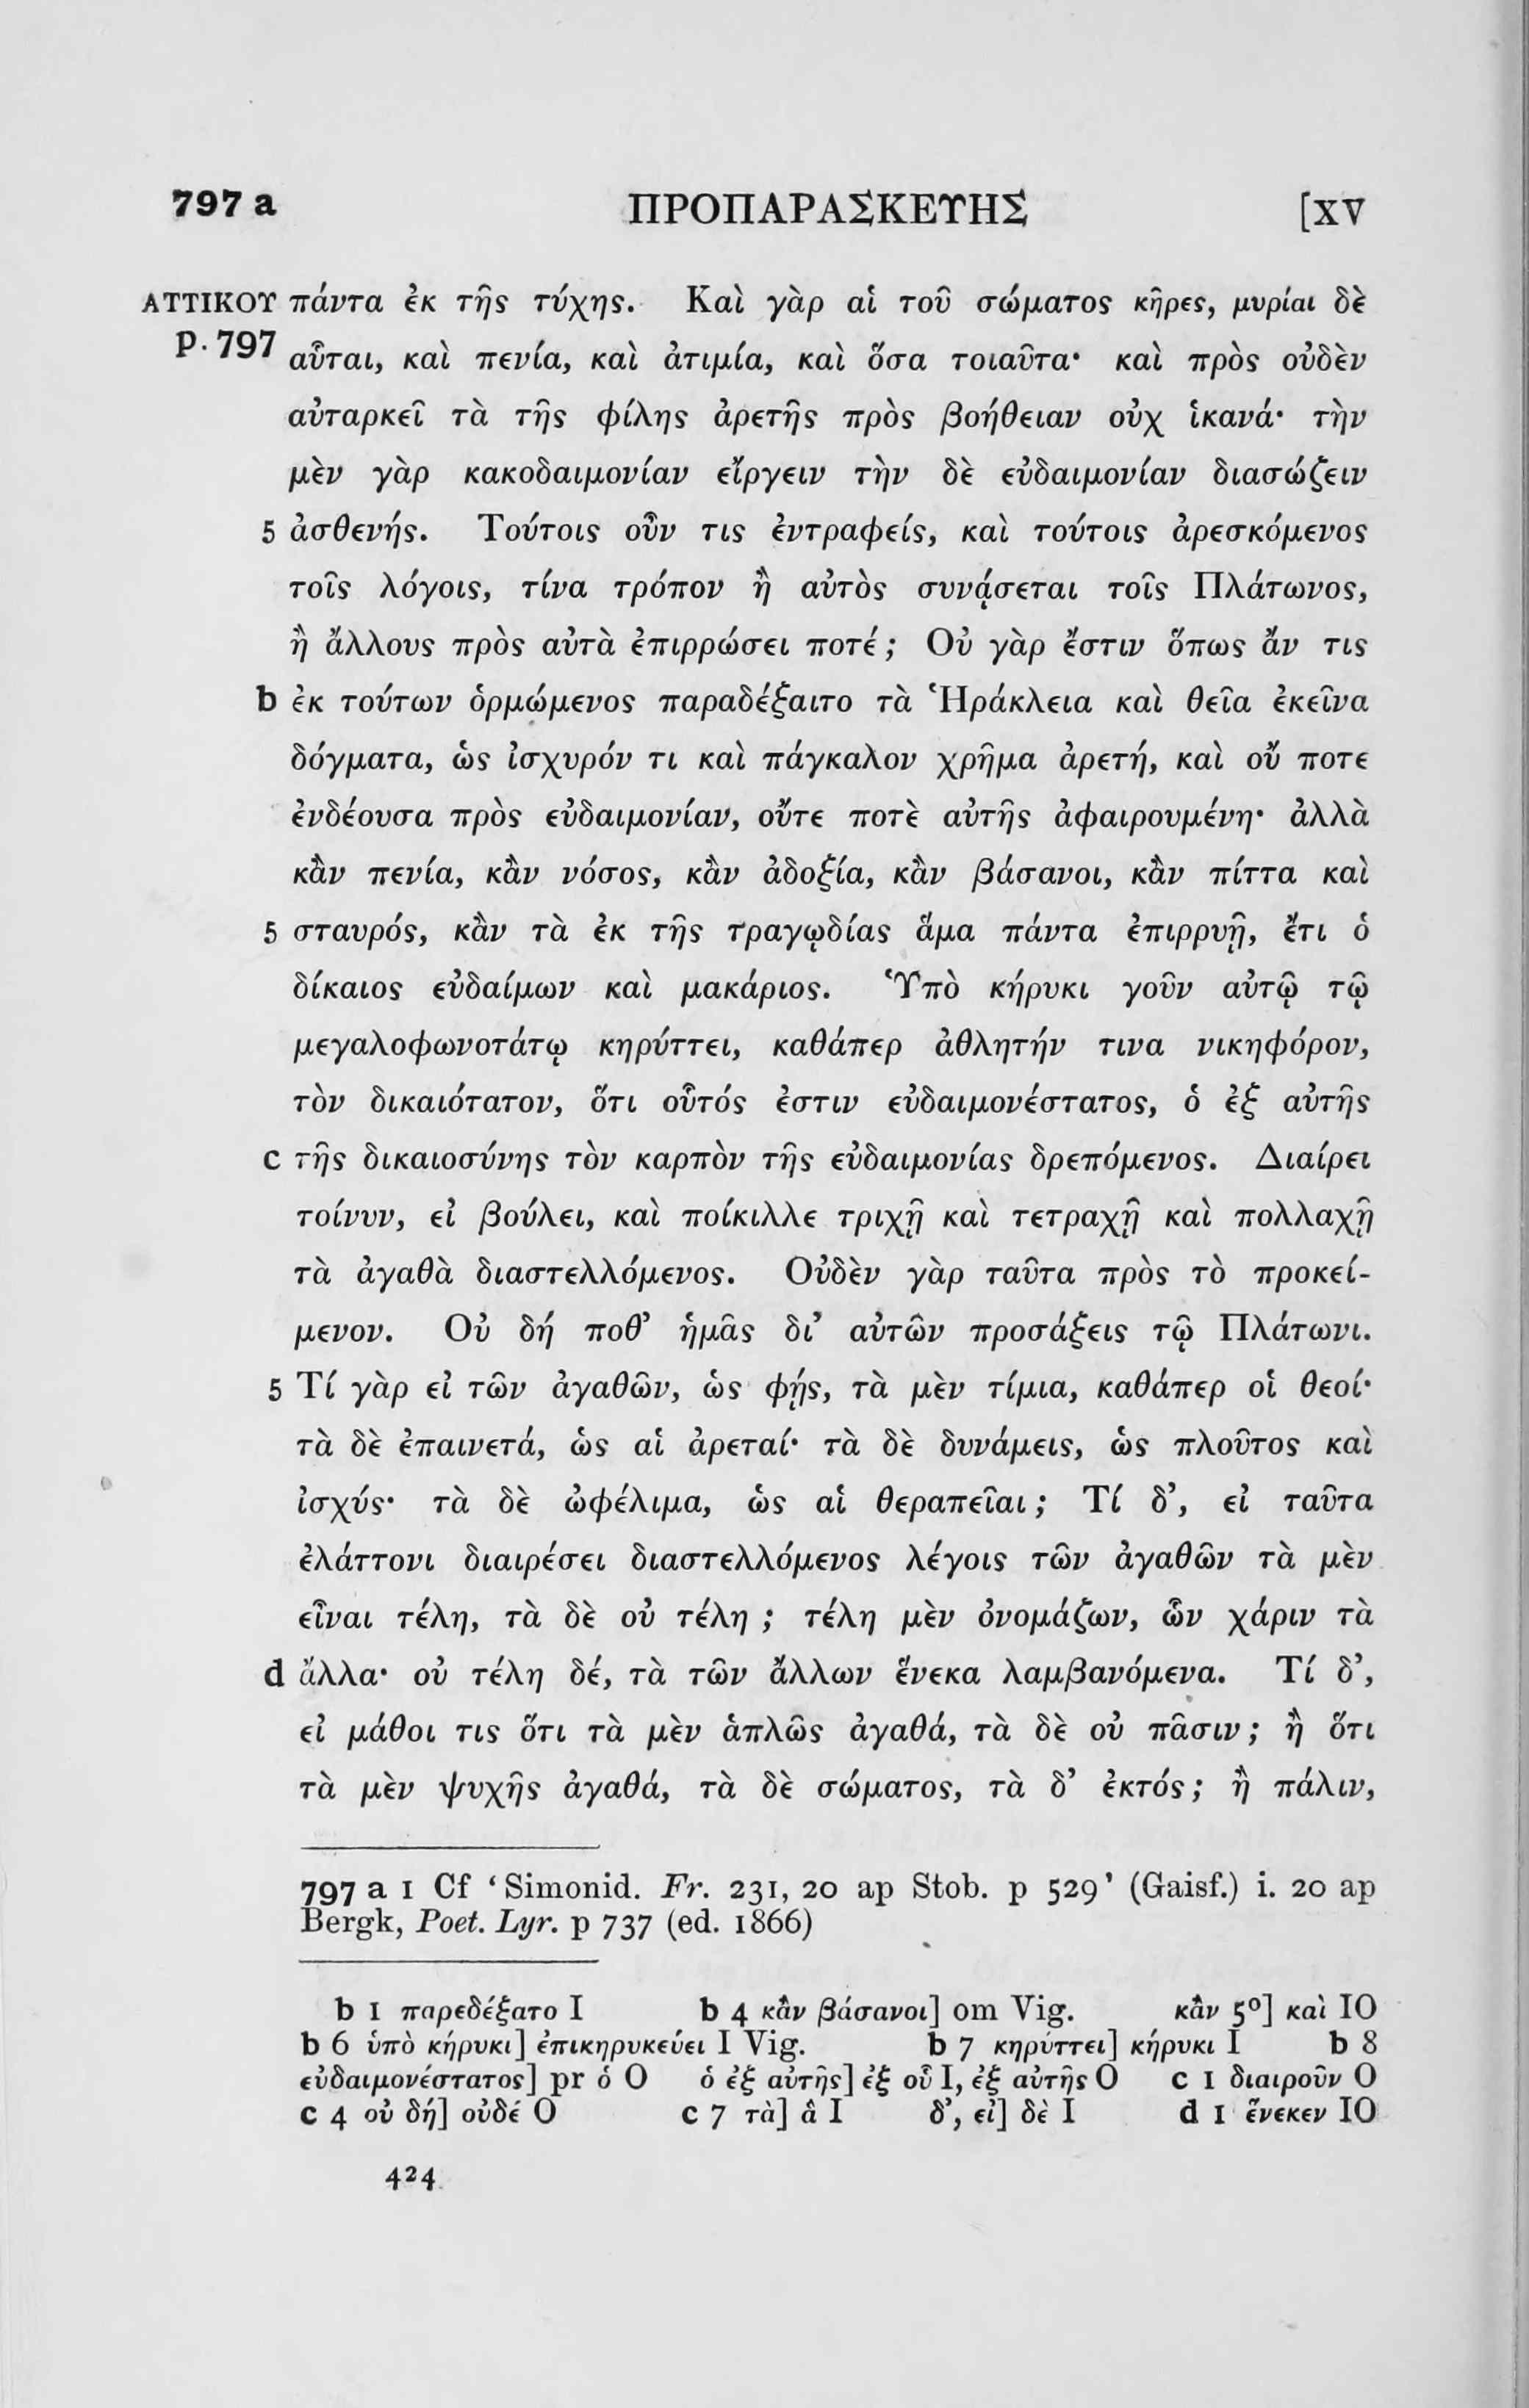 797 a ΠΡΟΠΑΡΑΣΚΕΥΗΣ [XV
ΑΤΤΙΚΟΥ πάντα ἐκ τῆς τύχης. Καὶ γὰρ αἱ τοῦ σώματος κῆρες, μυρίαι δὲ
p. 797 αὗται, καὶ πενία, καὶ ἀτιμία, καὶ ὅσα τοιαῦτα· καὶ πρὸς οὐδὲν
αὐταρκεῖ τὰ τῆς φίλης ἀρετῆς πρὸς βοήθειαν οὐχ ἱκανά· τὴν
μὲν γὰρ κακοδαιμονίαν εἴργειν τὴν δὲ εὐδαιμονίαν διασώζειν
5 ἀσθενής. Τούτοις οὖν τις ἐντραφείς, καὶ τούτοις ἀρεσκόμενος
τοῖς λόγοις, τίνα τρόπον ἢ αὐτὸς συνᾴσεται τοῖς Πλάτωνος,
ἢ ἄλλους πρὸς αὐτὰ ἐπιρρώσει ποτέ; Οὐ γὰρ ἔστιν ὅπως ἄν τις
b ἐκ τούτων ὁρμώμενος παραδέξαιτο τὰ Ἡράκλεια καὶ θεῖα ἐκεῖνα
δόγματα, ὡς ἰσχυρόν τι καὶ πάγκαλον χρῆμα ἀρετή, καὶ οὔ ποτε
ἐνδέουσα πρὸς εὐδαιμονίαν, οὔτε ποτὲ αὐτῆς ἀφαιρουμένη· ἀλλὰ
κἂν πενία, κἂν νόσος, κἂν ἀδοξία, κἂν βάσανοι, κἂν πίττα καὶ
5 σταυρός, κἂν τὰ ἐκ τῆς τραγῳδίας ἅμα πάντα ἐπιρρυῇ, ἔτι ὁ
δίκαιος εὐδαίμων καὶ μακάριος. Ὑπὸ κήρυκι γοῦν αὐτῷ τῷ
μεγαλοφωνοτάτῳ κηρύττει, καθάπερ ἀθλητήν τινα νικηφόρον,
τὸν δικαιότατον, ὅτι οὗτός ἐστιν εὐδαιμονέστατος, ὁ ἐξ αὐτῆς
c τῆς δικαιοσύνης τὸν καρπὸν τῆς εὐδαιμονίας δρεπόμενος. Διαίρει
τοίνυν, εἰ βούλει, καὶ ποίκιλλε τριχῇ καὶ τετραχῇ καὶ πολλαχῇ
τὰ ἀγαθὰ διαστελλόμενος. Οὐδὲν γὰρ ταῦτα πρὸς τὸ προκεί-
μενον. Οὐ δή ποθ’ ἡμᾶς δι’ αὐτῶν προσάξεις τῷ Πλάτωνι.
5 Τί γὰρ εἰ τῶν ἀγαθῶν, ὡς φῄς, τὰ μὲν τίμια, καθάπερ οἱ θεοί·
τὰ δὲ ἐπαινετά, ὡς αἱ ἀρεταί· τὰ δὲ δυνάμεις, ὡς πλοῦτος καὶ
ἰσχύς· τὰ δὲ ὠφέλιμα, ὡς αἱ θεραπεῖαι; Τί δ’, εἰ ταῦτα
ἐλάττονι διαιρέσει διαστελλόμενος λέγοις τῶν ἀγαθῶν τὰ μὲν
εἶναι τέλη, τὰ δὲ οὐ τέλη; τέλη μὲν ὀνομάζων, ὧν χάριν τὰ
d ἄλλα· οὐ τέλη δέ, τὰ τῶν ἄλλων ἕνεκα λαμβανόμενα. Τί δ’,
εἰ μάθοι τις ὅτι τὰ μὲν ἁπλῶς ἀγαθά, τὰ δὲ οὐ πᾶσιν; ἢ ὅτι
τὰ μὲν ψυχῆς ἀγαθά, τὰ δὲ σώματος, τὰ δ’ ἐκτός; ἢ πάλιν,
797 a 1 Cf ‘Simonid. Fr. 231, 20 ap Stob. p 529’ (Gaisf.) i. 20 ap
Bergk, Poet. Lyr. p 737 (ed. 1866)
b 1 παρεδέξατο I b 4 κἂν βάσανοι] om Vig. κἂν 5º] καὶ IO
b 6 ὑπὸ κήρυκι] ἐπικηρυκεύει I Vig. b 7 κηρύττει] κήρυκι I b 8
εὐδαιμονέστατος] pr ὁ O ὁ ἐξ αὐτῆς] ἐξ οὗ I, ἐξ αὐτῆς O c 1 διαιροῦν O
c 4 οὐ δή] οὐδέ O c 7 τὰ] ἃ I δ’, εἰ] δὲ I d 1 ἕνεκεν IO
424